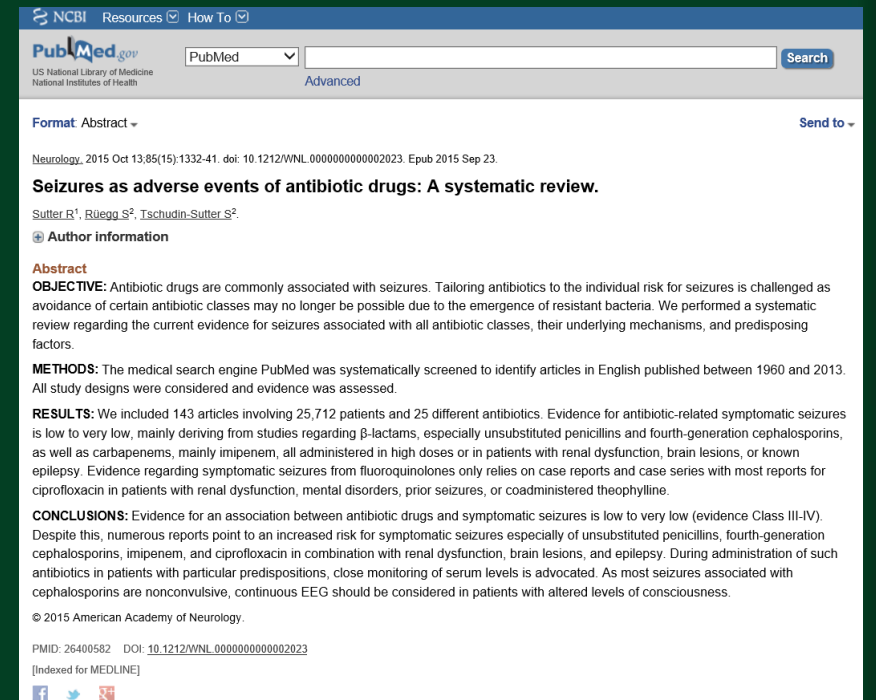 NCBI Resources How To
PubMed.gov
US National Library of Medicine
National Institutes of Health
PubMed
Search
Advanced
Format: Abstract
Send to
Neurology. 2015 Oct 13;85(15):1332-41. doi: 10.1212/WNL.0000000000002023. Epub 2015 Sep 23.
Seizures as adverse events of antibiotic drugs: A systematic review.
Sutter R1, Rüegg S2, Tschudin-Sutter S2.
Author information
Abstract
OBJECTIVE: Antibiotic drugs are commonly associated with seizures. Tailoring antibiotics to the individual risk for seizures is challenged as
avoidance of certain antibiotic classes may no longer be possible due to the emergence of resistant bacteria. We performed a systematic
review regarding the current evidence for seizures associated with all antibiotic classes, their underlying mechanisms, and predisposing
factors.
METHODS: The medical search engine PubMed was systematically screened to identify articles in English published between 1960 and 2013.
All study designs were considered and evidence was assessed.
RESULTS: We included 143 articles involving 25,712 patients and 25 different antibiotics. Evidence for antibiotic-related symptomatic seizures
is low to very low, mainly deriving from studies regarding β-lactams, especially unsubstituted penicillins and fourth-generation cephalosporins,
as well as carbapenems, mainly imipenem, all administered in high doses or in patients with renal dysfunction, brain lesions, or known
epilepsy. Evidence regarding symptomatic seizures from fluoroquinolones only relies on case reports and case series with most reports for
ciprofloxacin in patients with renal dysfunction, mental disorders, prior seizures, or coadministered theophylline.
CONCLUSIONS: Evidence for an association between antibiotic drugs and symptomatic seizures is low to very low (evidence Class III-IV).
Despite this, numerous reports point to an increased risk for symptomatic seizures especially of unsubstituted penicillins, fourth-generation
cephalosporins, imipenem, and ciprofloxacin in combination with renal dysfunction, brain lesions, and epilepsy. During administration of such
antibiotics in patients with particular predispositions, close monitoring of serum levels is advocated. As most seizures associated with
cephalosporins are nonconvulsive, continuous EEG should be considered in patients with altered levels of consciousness.
© 2015 American Academy of Neurology.
PMID: 26400582 DOI: 10.1212/WNL.0000000000002023
[Indexed for MEDLINE]